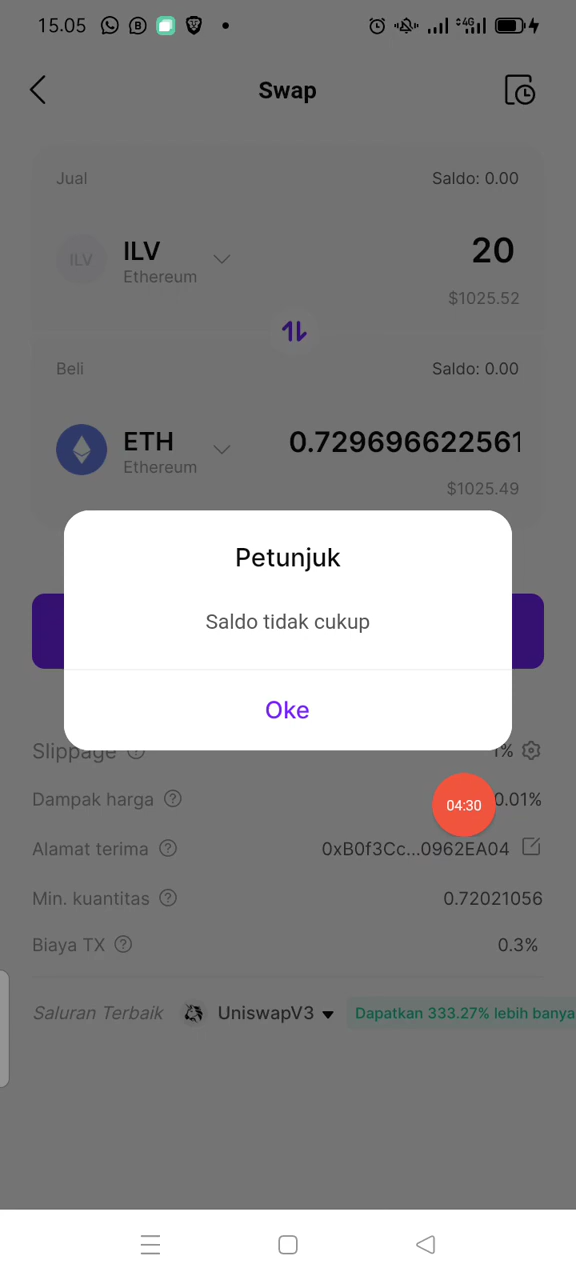 15.05
4G
Swap
Jual
Saldo: 0.00
ILV
ILV
20
Ethereum
$1025.52
Beli
Saldo: 0.00
ETH
0.729696622561
Ethereum
$1025.49
Petunjuk
Saldo tidak cukup
Oke
Slippage
1%
04:30
Dampak harga
0.01%
Alamat terima
0xB0f3Cc...0962EA04
Min. kuantitas
0.72021056
Biaya TX
0.3%
Saluran Terbaik
UniswapV3
Dapatkan 333.27% lebih banya